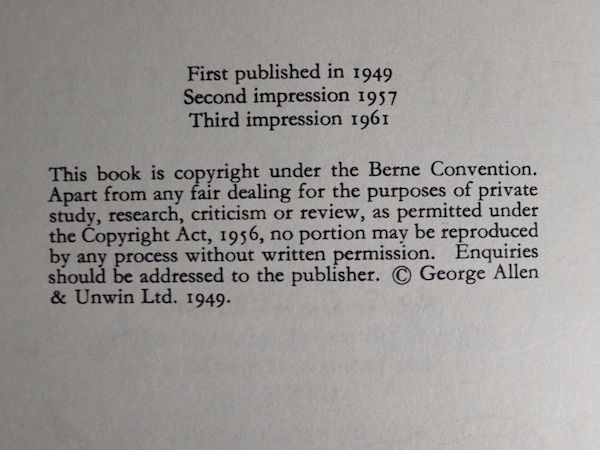 First published in 1949
Second impression 1957
Third impression 1961
This book is copyright under the Berne Convention.
Apart from any fair dealing for the purposes of private
study, research, criticism or review, as permitted under
the Copyright Act, 1956, no portion may be reproduced
by any process without written permission. Enquiries
should be addressed to the publisher. © George Allen
& Unwin Ltd. 1949.